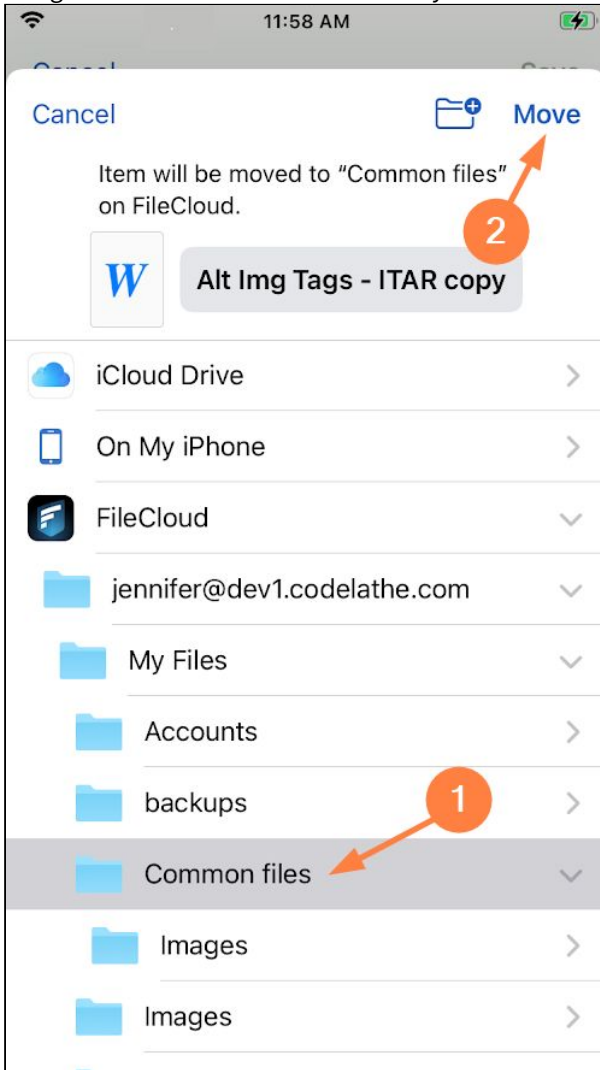 11:58 AM
Cancel
Move
Item will be moved to “Common files”
on FileCloud.
W
Alt Img Tags - ITAR copy
2
iCloud Drive
On My iPhone
FileCloud
jennifer@dev1.codelathe.com
My Files
Accounts
backups
1
Common files
Images
Images